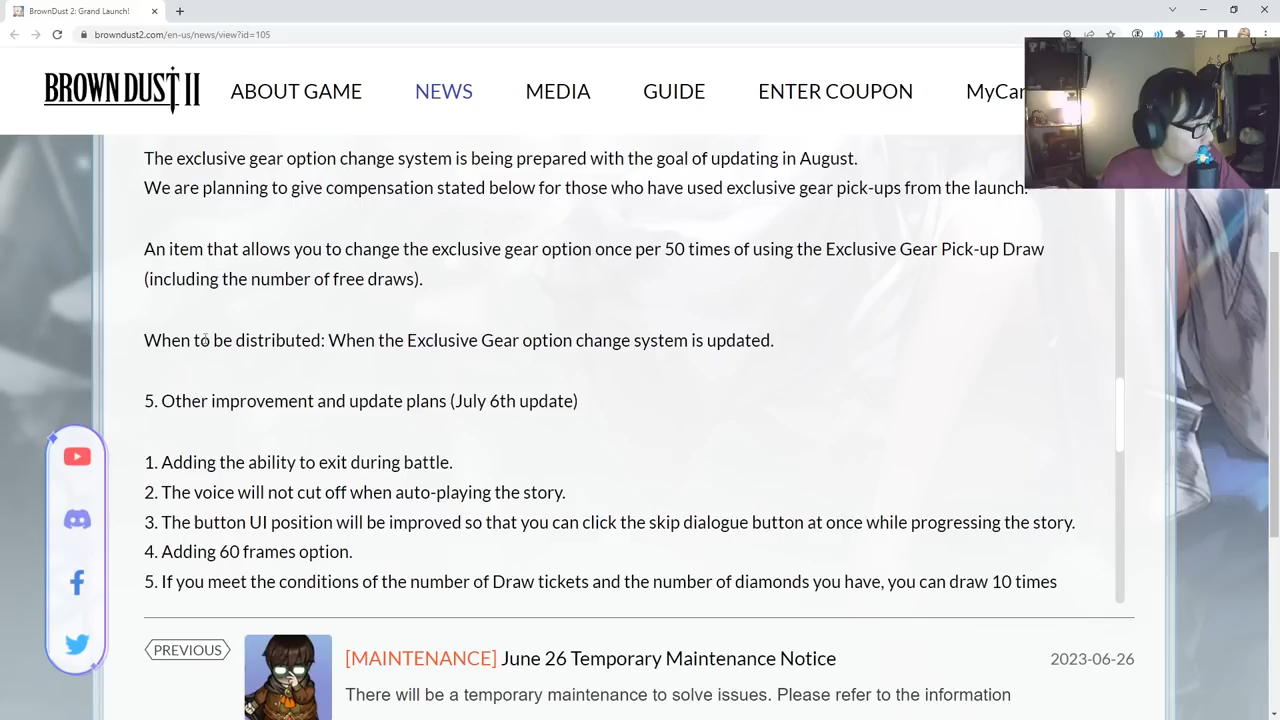 BrownDust 2: Grand Launch!
browndust2.com/en-us/news/view?id=105
BROWN DUST II
ABOUT GAME
NEWS
MEDIA
GUIDE
ENTER COUPON
MyCar
The exclusive gear option change system is being prepared with the goal of updating in August.
We are planning to give compensation stated below for those who have used exclusive gear pick-ups from the launch.
An item that allows you to change the exclusive gear option once per 50 times of using the Exclusive Gear Pick-up Draw
(including the number of free draws).
When to be distributed: When the Exclusive Gear option change system is updated.
5. Other improvement and update plans (July 6th update)
1. Adding the ability to exit during battle.
2. The voice will not cut off when auto-playing the story.
3. The button UI position will be improved so that you can click the skip dialogue button at once while progressing the story.
4. Adding 60 frames option.
5. If you meet the conditions of the number of Draw tickets and the number of diamonds you have, you can draw 10 times
PREVIOUS
[MAINTENANCE] June 26 Temporary Maintenance Notice
2023-06-26
There will be a temporary maintenance to solve issues. Please refer to the information